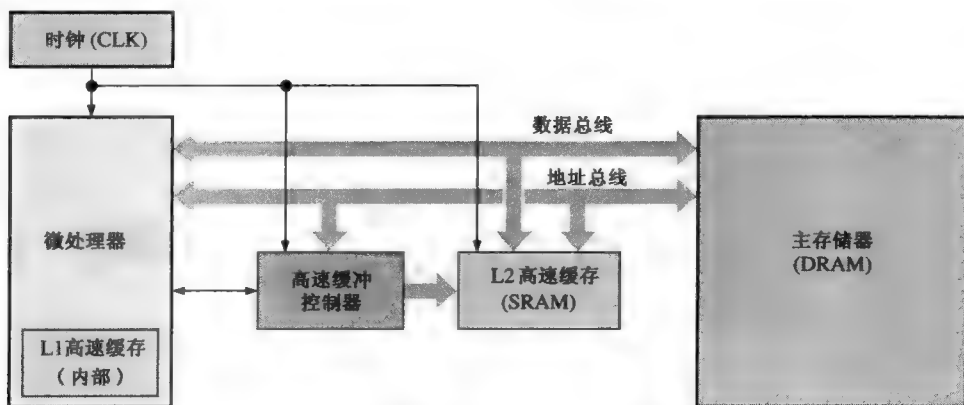 时钟 (CLK)
数据总线
地址总线
微处理器
高速缓冲
控制器
L2 高速缓存
(SRAM)
主存储器
(DRAM)
L1高速缓存
(内部)